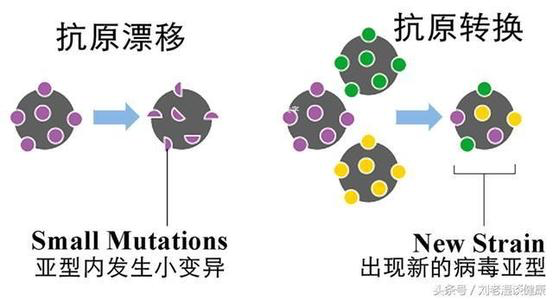 抗原漂移
抗原转换
Small Mutations
亚型内发生小变异
New Strain
出现新的病毒亚型
头条号 / 刘老湿谈健康